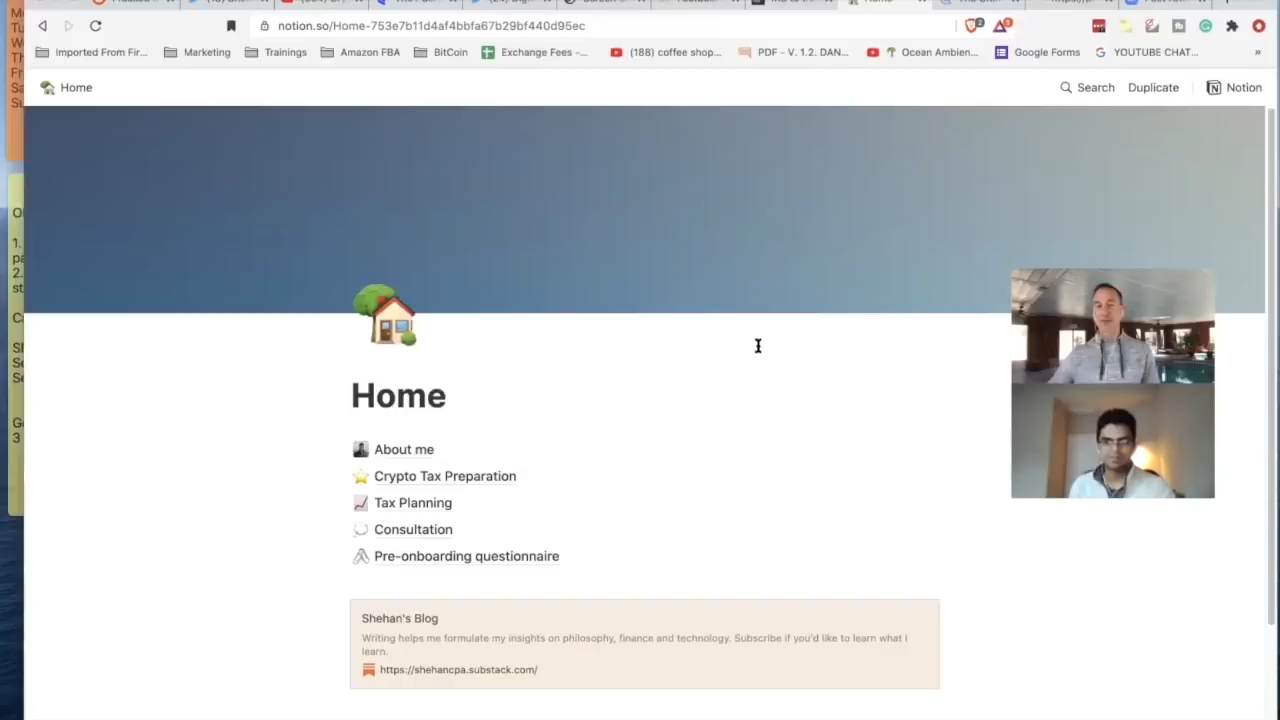 notion.so/Home-753e7b11d4af4bbfa67b29bf440d95ec
Imported From Fir... Marketing Trainings Amazon FBA BitCoin Exchange Fees -... (188) coffee shop... PDF - V. 1.2. DAN... Ocean Ambien... Google Forms YOUTUBE CHAT... »
Home Search Duplicate Notion
Home
About me
Crypto Tax Preparation
Tax Planning
Consultation
Pre-onboarding questionnaire
Shehan's Blog
Writing helps me formulate my insights on philosophy, finance and technology. Subscribe if you'd like to learn what I
learn.
https://shehancpa.substack.com/